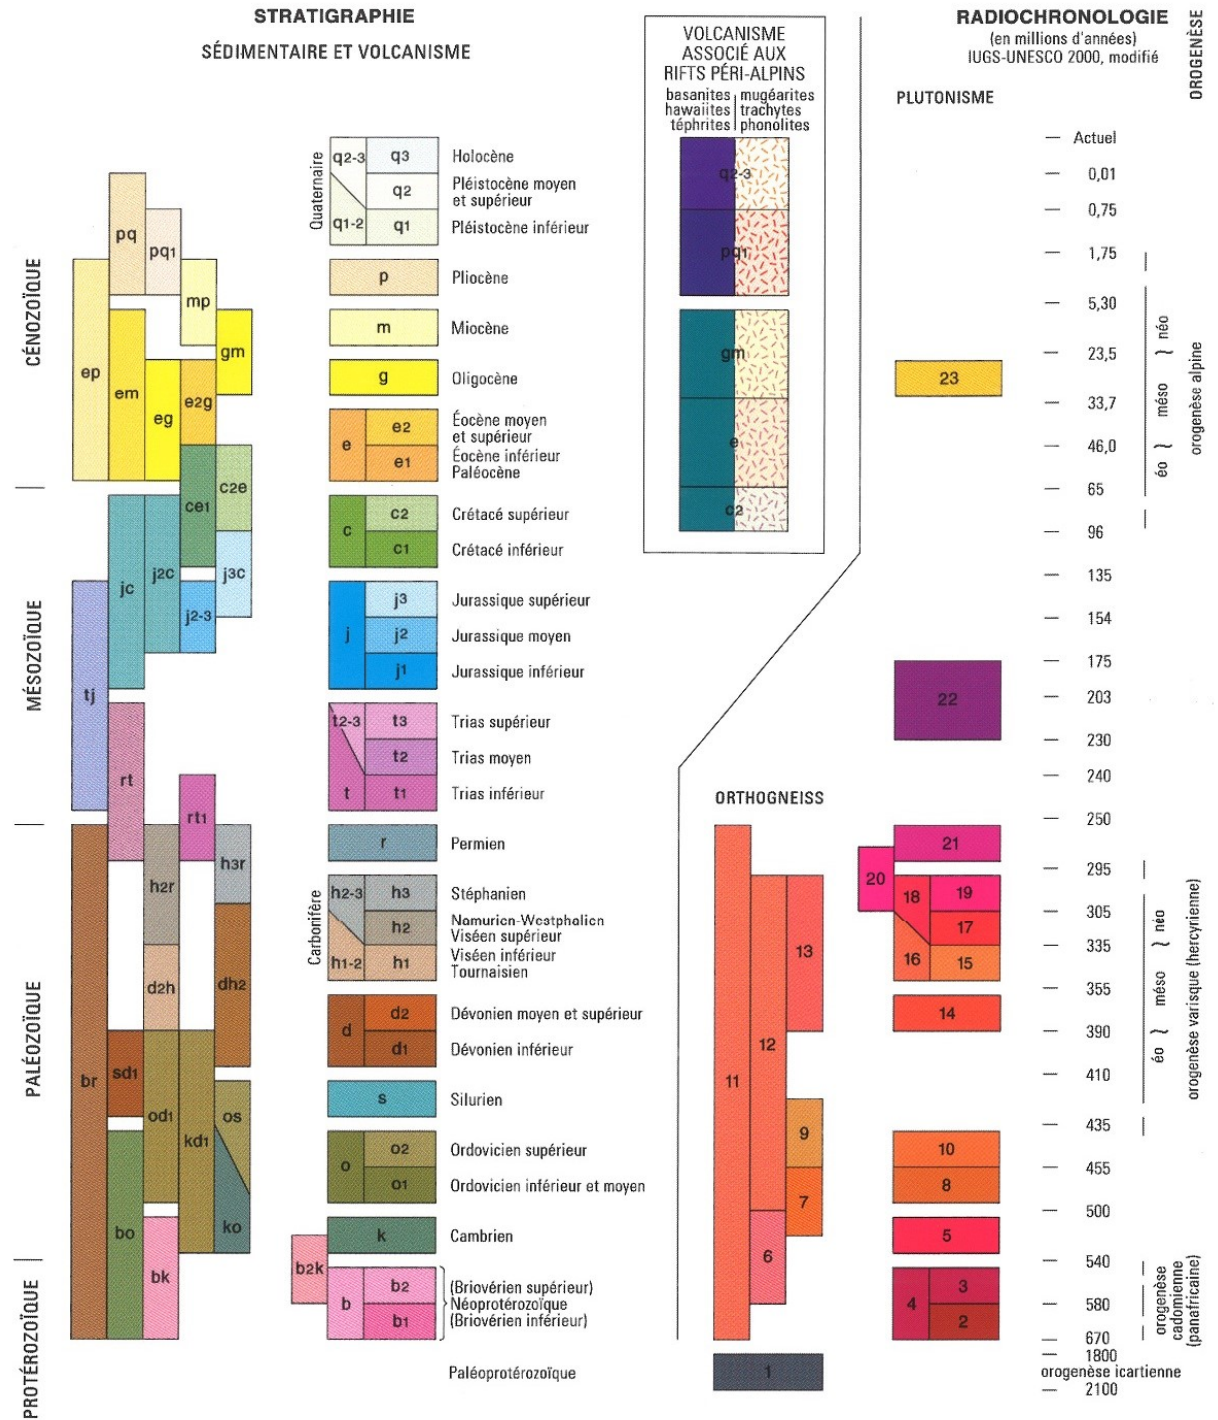 STRATIGRAPHIE
SÉDIMENTAIRE ET VOLCANISME
VOLCANISME
ASSOCIÉ AUX
RIFTS PÉRI-ALPINS
basanites | mugéarites
hawaiites | trachytes
téphrites | phonolites
RADIOCHRONOLOGIE
(en millions d'années)
IUGS-UNESCO 2000, modifié
PLUTONISME
OROGENÈSE
CÉNOZOÏQUE
MÉSOZOÏQUE
PALÉOZOÏQUE
PROTÉROZOÏQUE
pq
pq1
mp
gm
ep
em
eg
e2g
ce1
c2e
jc
j2c
j2-3
j3c
tj
rt
rt1
h2r
h3r
d2h
dh2
br
sd1
od1
kd1
os
ko
bo
bk
b2k
Quaternaire
q2-3
q3
Holocène
q2
Pléistocène moyen
et supérieur
q1-2
q1
Pléistocène inférieur
p
Pliocène
m
Miocène
g
Oligocène
e
e2
Éocène moyen
et supérieur
e1
Éocène inférieur
Paléocène
c
c2
Crétacé supérieur
c1
Crétacé inférieur
j
j3
Jurassique supérieur
j2
Jurassique moyen
j1
Jurassique inférieur
t2-3
t3
Trias supérieur
t2
Trias moyen
t
t1
Trias inférieur
r
Permien
Carbonifère
h2-3
h3
Stéphanien
h2
Namurien-Westphalien
Viséen supérieur
h1-2
h1
Viséen inférieur
Tournaisien
d
d2
Dévonien moyen et supérieur
d1
Dévonien inférieur
s
Silurien
o
o2
Ordovicien supérieur
o1
Ordovicien inférieur et moyen
k
Cambrien
b
b2
(Briovérien supérieur)
Néoprotérozoïque
b1
(Briovérien inférieur)
Paléoprotérozoïque
q2-3
pq1
gm
e
c2
ORTHOGNEISS
11
12
13
9
7
6
1
23
22
21
20
18
19
17
16
15
14
10
8
5
4
3
2
Actuel
0,01
0,75
1,75
5,30
23,5
33,7
46,0
65
96
135
154
175
203
230
240
250
295
305
335
355
390
410
435
455
500
540
580
670
1800
orogenèse icartienne
2100
éo ~ méso ~ néo
orogenèse alpine
éo ~ méso ~ néo
orogenèse varisque (hercynienne)
orogenèse
cadomienne
(panafricaine)